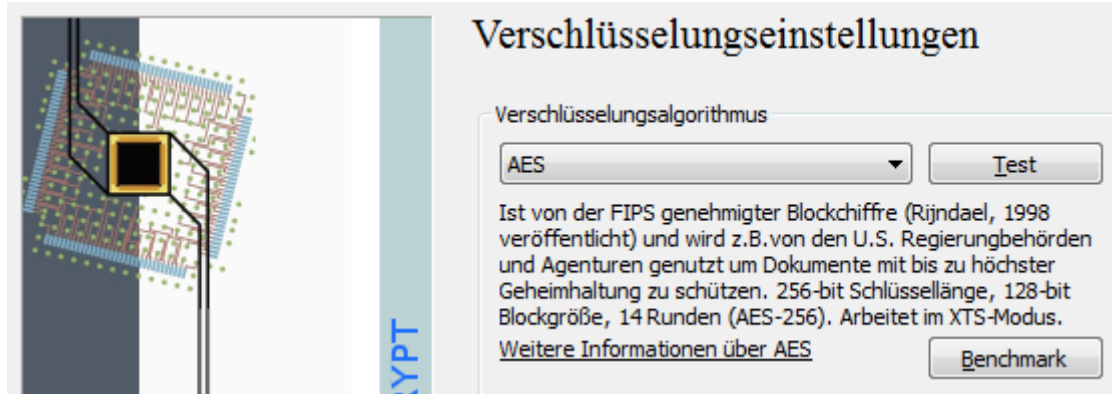 Verschlüsselungseinstellungen
Verschlüsselungsalgorithmus
AES
Test
Ist von der FIPS genehmigter Blockchiffre (Rijndael, 1998
veröffentlicht) und wird z.B.von den U.S. Regierungbehörden
und Agenturen genutzt um Dokumente mit bis zu höchster
Geheimhaltung zu schützen. 256-bit Schlüssellänge, 128-bit
Blockgröße, 14 Runden (AES-256). Arbeitet im XTS-Modus.
Weitere Informationen über AES
Benchmark